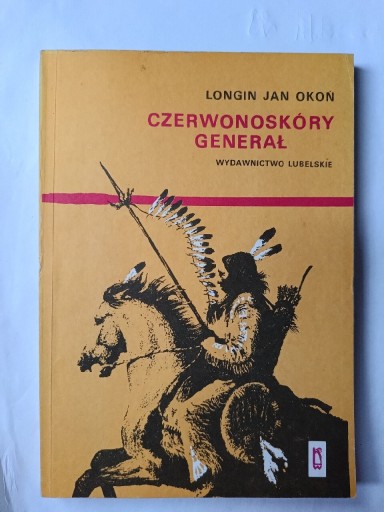 LONGIN JAN OKOŃ
CZERWONOSKÓRY
GENERAŁ
WYDAWNICTWO LUBELSKIE